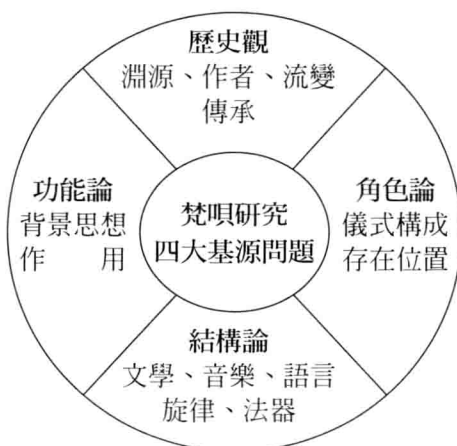 歷史觀
淵源、作者、流變
傳承
功能論
背景思想
作用
梵唄研究
四大基源問題
角色論
儀式構成
存在位置
結構論
文學、音樂、語言
旋律、法器